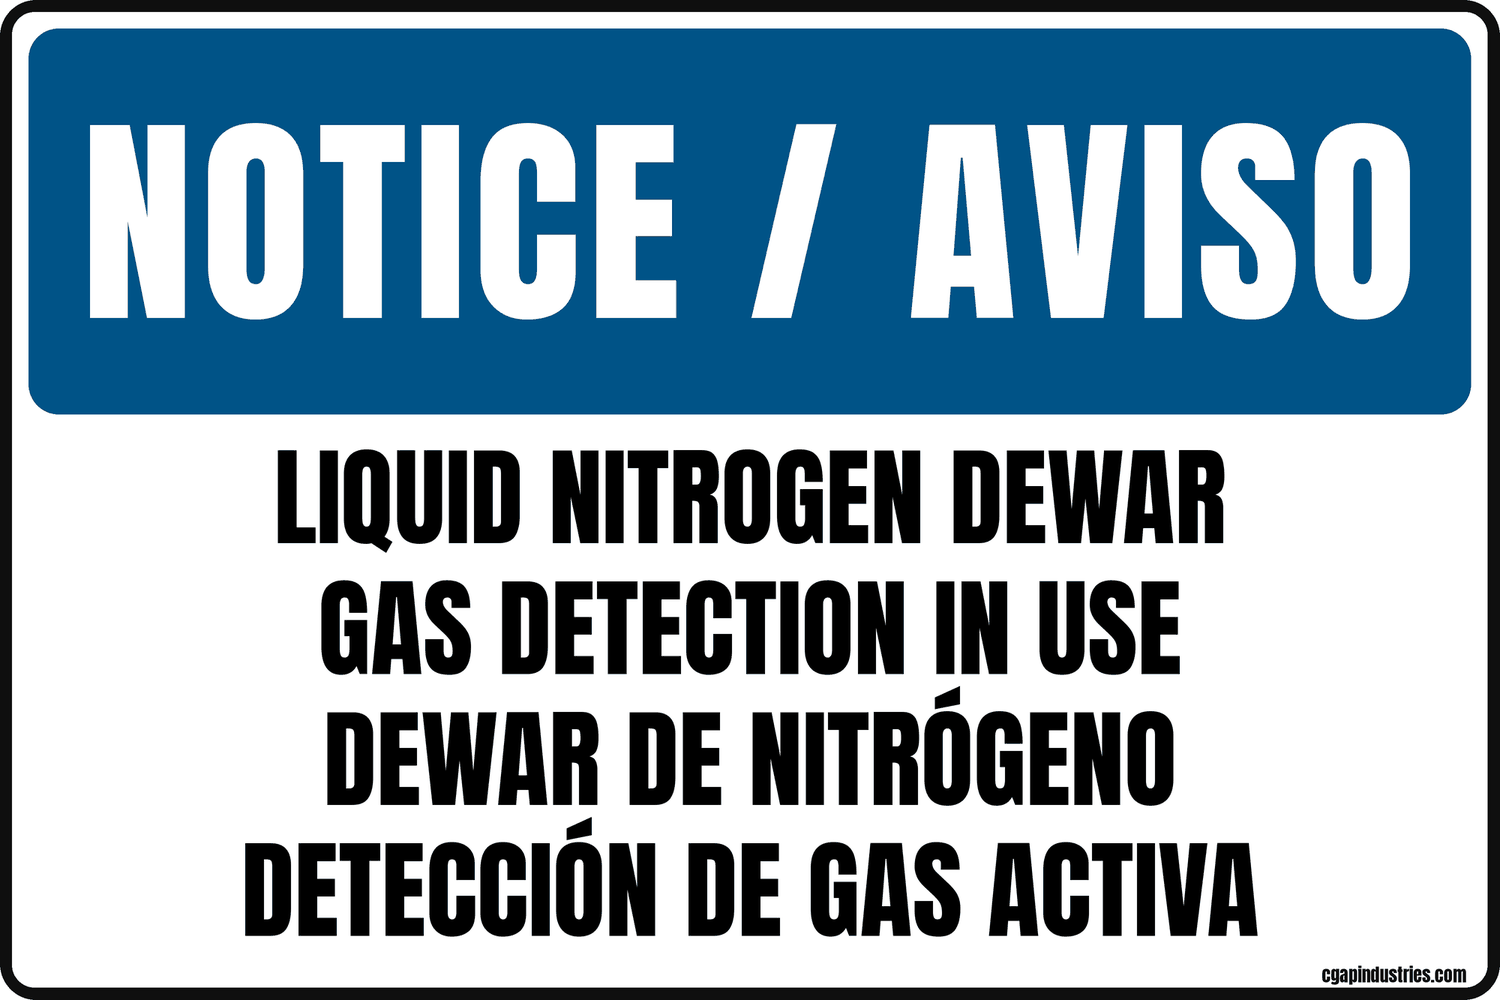 NOTICE / AVISO
LIQUID NITROGEN DEWAR
GAS DETECTION IN USE
DEWAR DE NITRÓGENO
DETECCIÓN DE GAS ACTIVA
cgapindustries.com